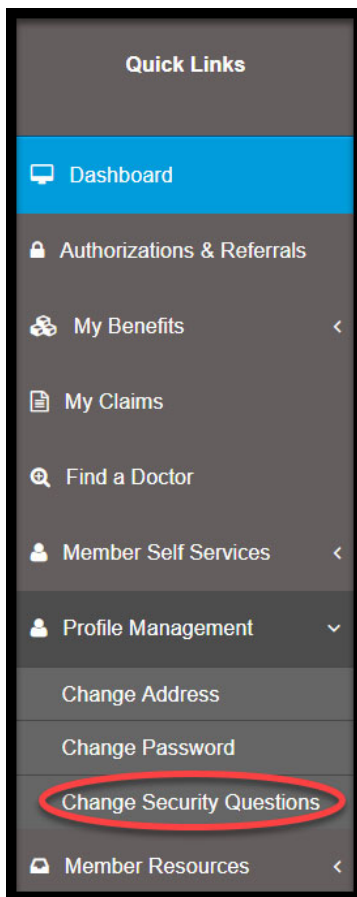 Quick Links
Dashboard
Authorizations & Referrals
My Benefits
My Claims
Find a Doctor
Member Self Services
Profile Management
Change Address
Change Password
Change Security Questions
Member Resources